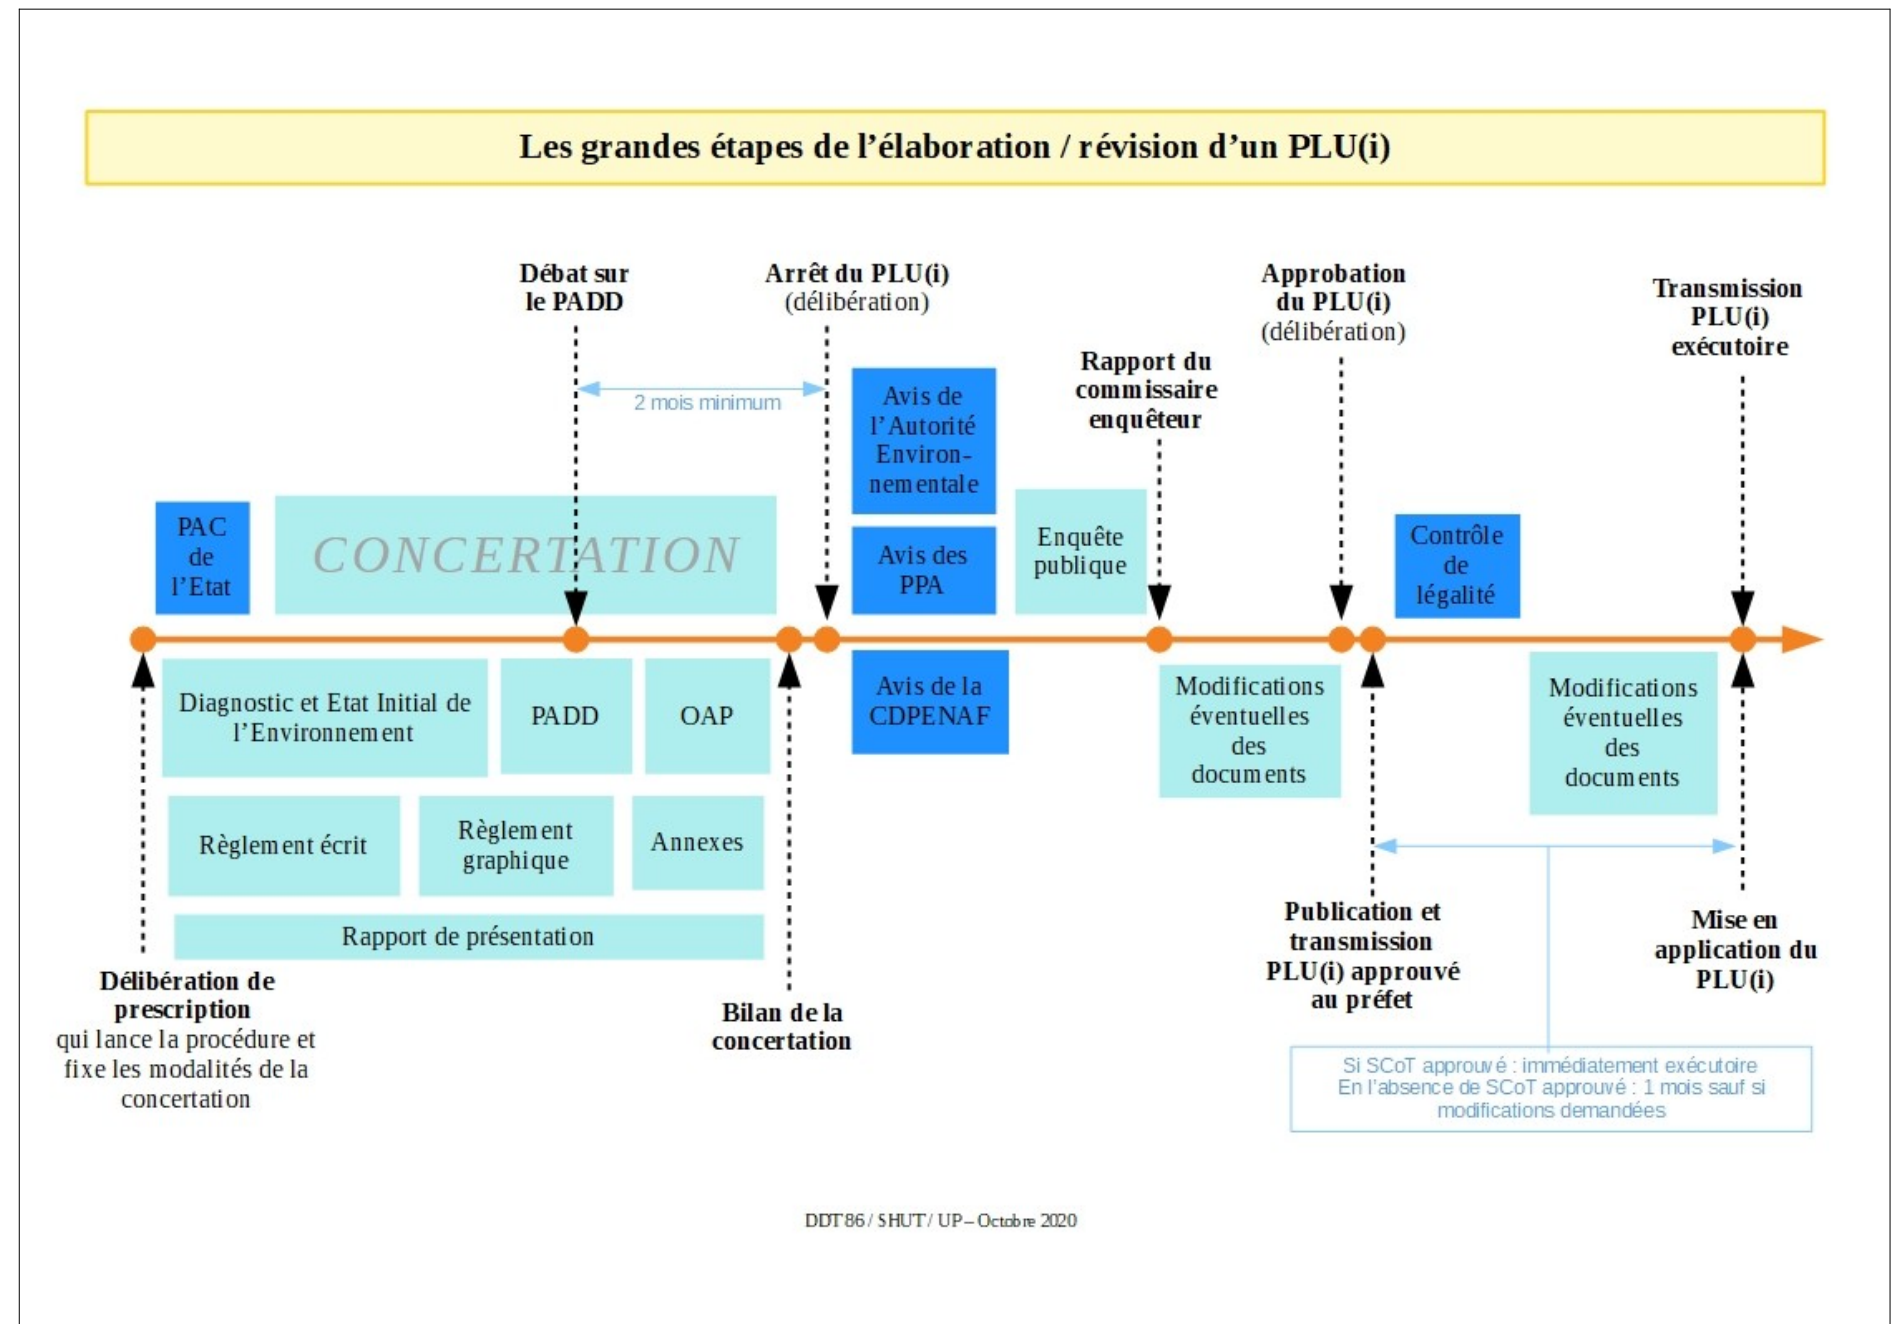 Les grandes étapes de l’élaboration / révision d’un PLU(i)
Débat sur
le PADD
Arrêt du PLU(i)
(délibération)
Approbation
du PLU(i)
(délibération)
Transmission
PLU(i)
exécutoire
Rapport du
commissaire
enquêteur
2 mois minimum
Avis de
l’Autorité
Environ-
nementale
PAC
de
l’Etat
CONCERTATION
Avis des
PPA
Enquête
publique
Contrôle
de
légalité
Diagnostic et Etat Initial de
l’Environnement
PADD
OAP
Avis de la
CDPENAF
Modifications
éventuelles
des
documents
Modifications
éventuelles
des
documents
Règlement écrit
Règlement
graphique
Annexes
Rapport de présentation
Délibération de
prescription
qui lance la procédure et
fixe les modalités de la
concertation
Bilan de la
concertation
Publication et
transmission
PLU(i) approuvé
au préfet
Mise en
application du
PLU(i)
Si SCoT approuvé : immédiatement exécutoire
En l’absence de SCoT approuvé : 1 mois sauf si
modifications demandées
DDT 86 / SHUT / UP – Octobre 2020